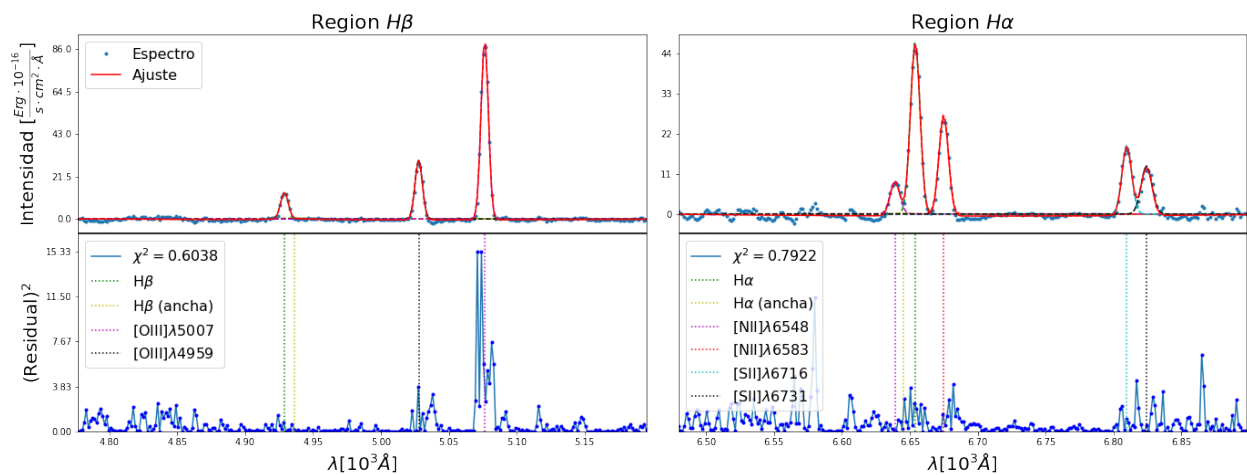 Region Hβ
Region Hα
Intensidad [Erg·10⁻¹⁶ / s·cm²·Å]
86.0
64.5
43.0
21.5
0.0
Espectro
Ajuste
44
33
22
11
0
(Residual)²
15.33
11.50
7.67
3.83
0.00
χ² = 0.6038
Hβ
Hβ (ancha)
[OIII]λ5007
[OIII]λ4959
χ² = 0.7922
Hα
Hα (ancha)
[NII]λ6548
[NII]λ6583
[SII]λ6716
[SII]λ6731
4.80 4.85 4.90 4.95 5.00 5.05 5.10 5.15
6.50 6.55 6.60 6.65 6.70 6.75 6.80 6.85
λ[10³Å]
λ[10³Å]